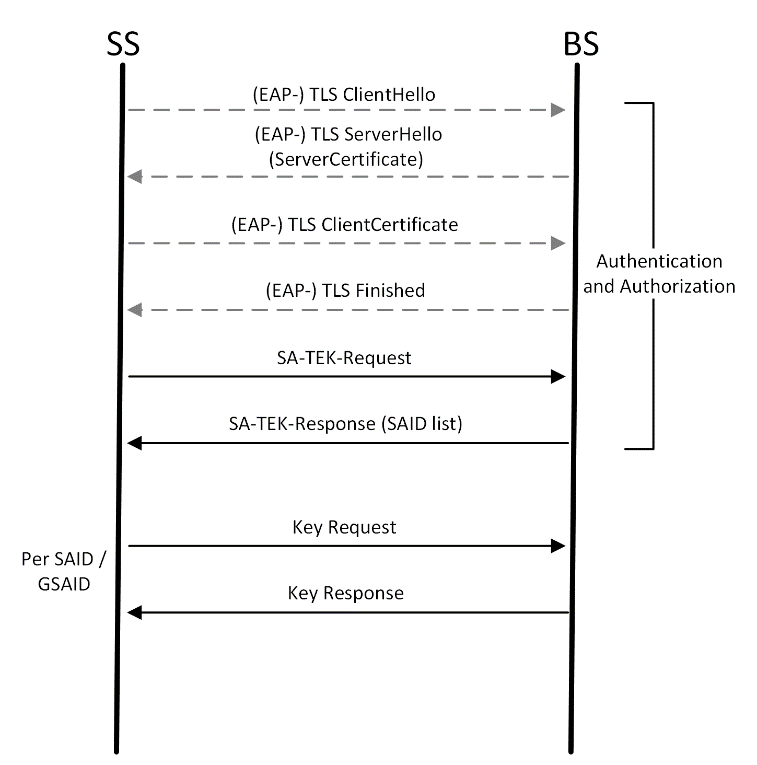 SS
BS
(EAP-) TLS ClientHello
(EAP-) TLS ServerHello
(ServerCertificate)
(EAP-) TLS ClientCertificate
Authentication
and Authorization
(EAP-) TLS Finished
SA-TEK-Request
SA-TEK-Response (SAID list)
Key Request
Per SAID /
GSAID
Key Response